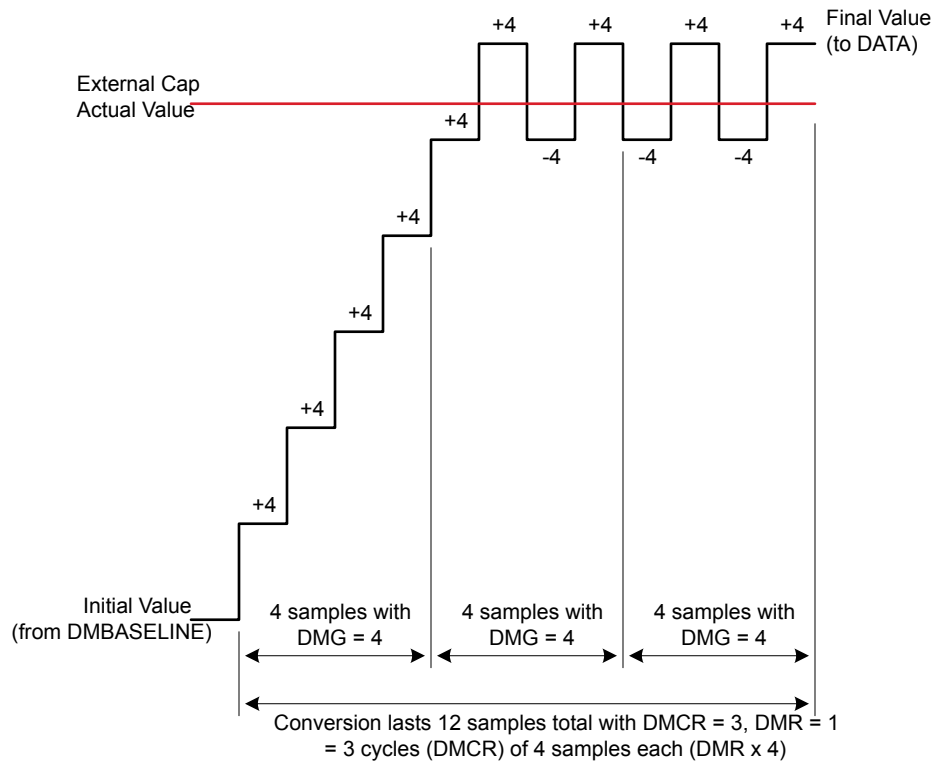 +4
+4
+4
+4
Final Value
(to DATA)
External Cap
Actual Value
+4
-4
-4
-4
+4
+4
+4
+4
Initial Value
(from DMBASELINE)
4 samples with
DMG = 4
4 samples with
DMG = 4
4 samples with
DMG = 4
Conversion lasts 12 samples total with DMCR = 3, DMR = 1
= 3 cycles (DMCR) of 4 samples each (DMR x 4)